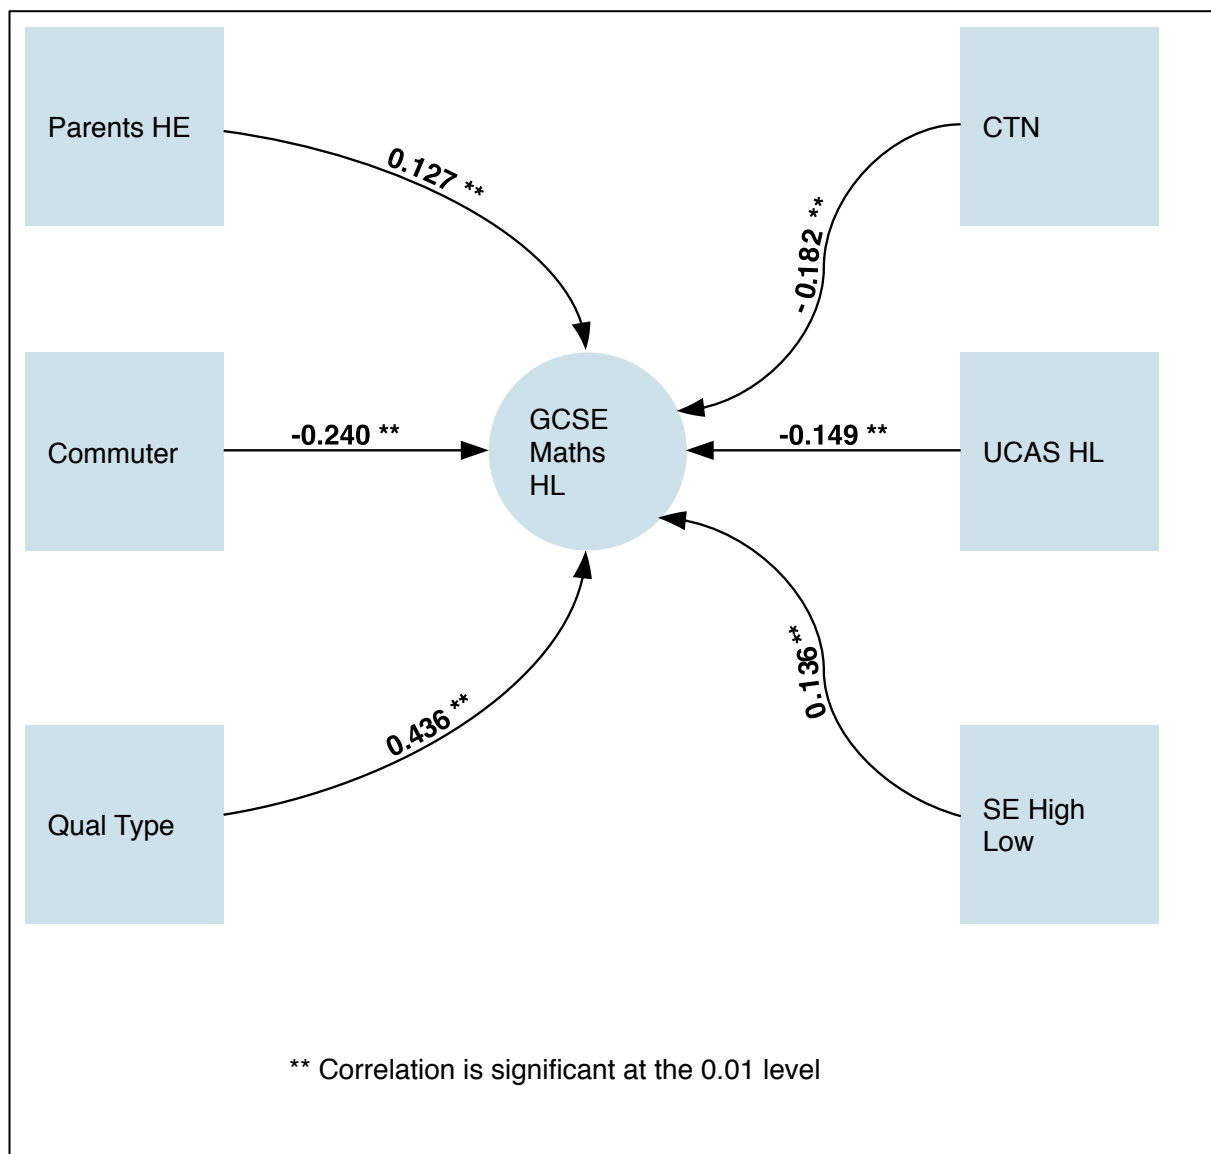 Parents HE
0.127 **
CTN
- 0.182 **
Commuter
-0.240 **
GCSE
Maths
HL
-0.149 **
UCAS HL
Qual Type
0.436 **
0.136 **
SE High
Low
** Correlation is significant at the 0.01 level